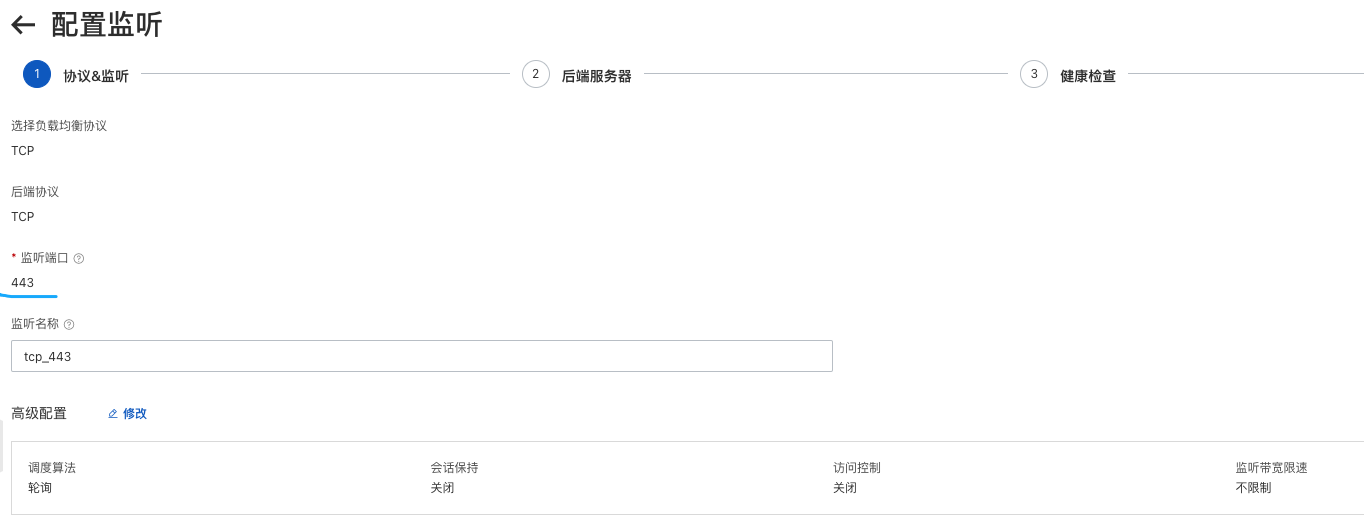 配置监听
1 协议&监听 2 后端服务器 3 健康检查
选择负载均衡协议
TCP
后端协议
TCP
* 监听端口 ?
443
监听名称 ?
tcp_443
高级配置 修改
调度算法 会话保持 访问控制 监听带宽限速
轮询 关闭 关闭 不限制